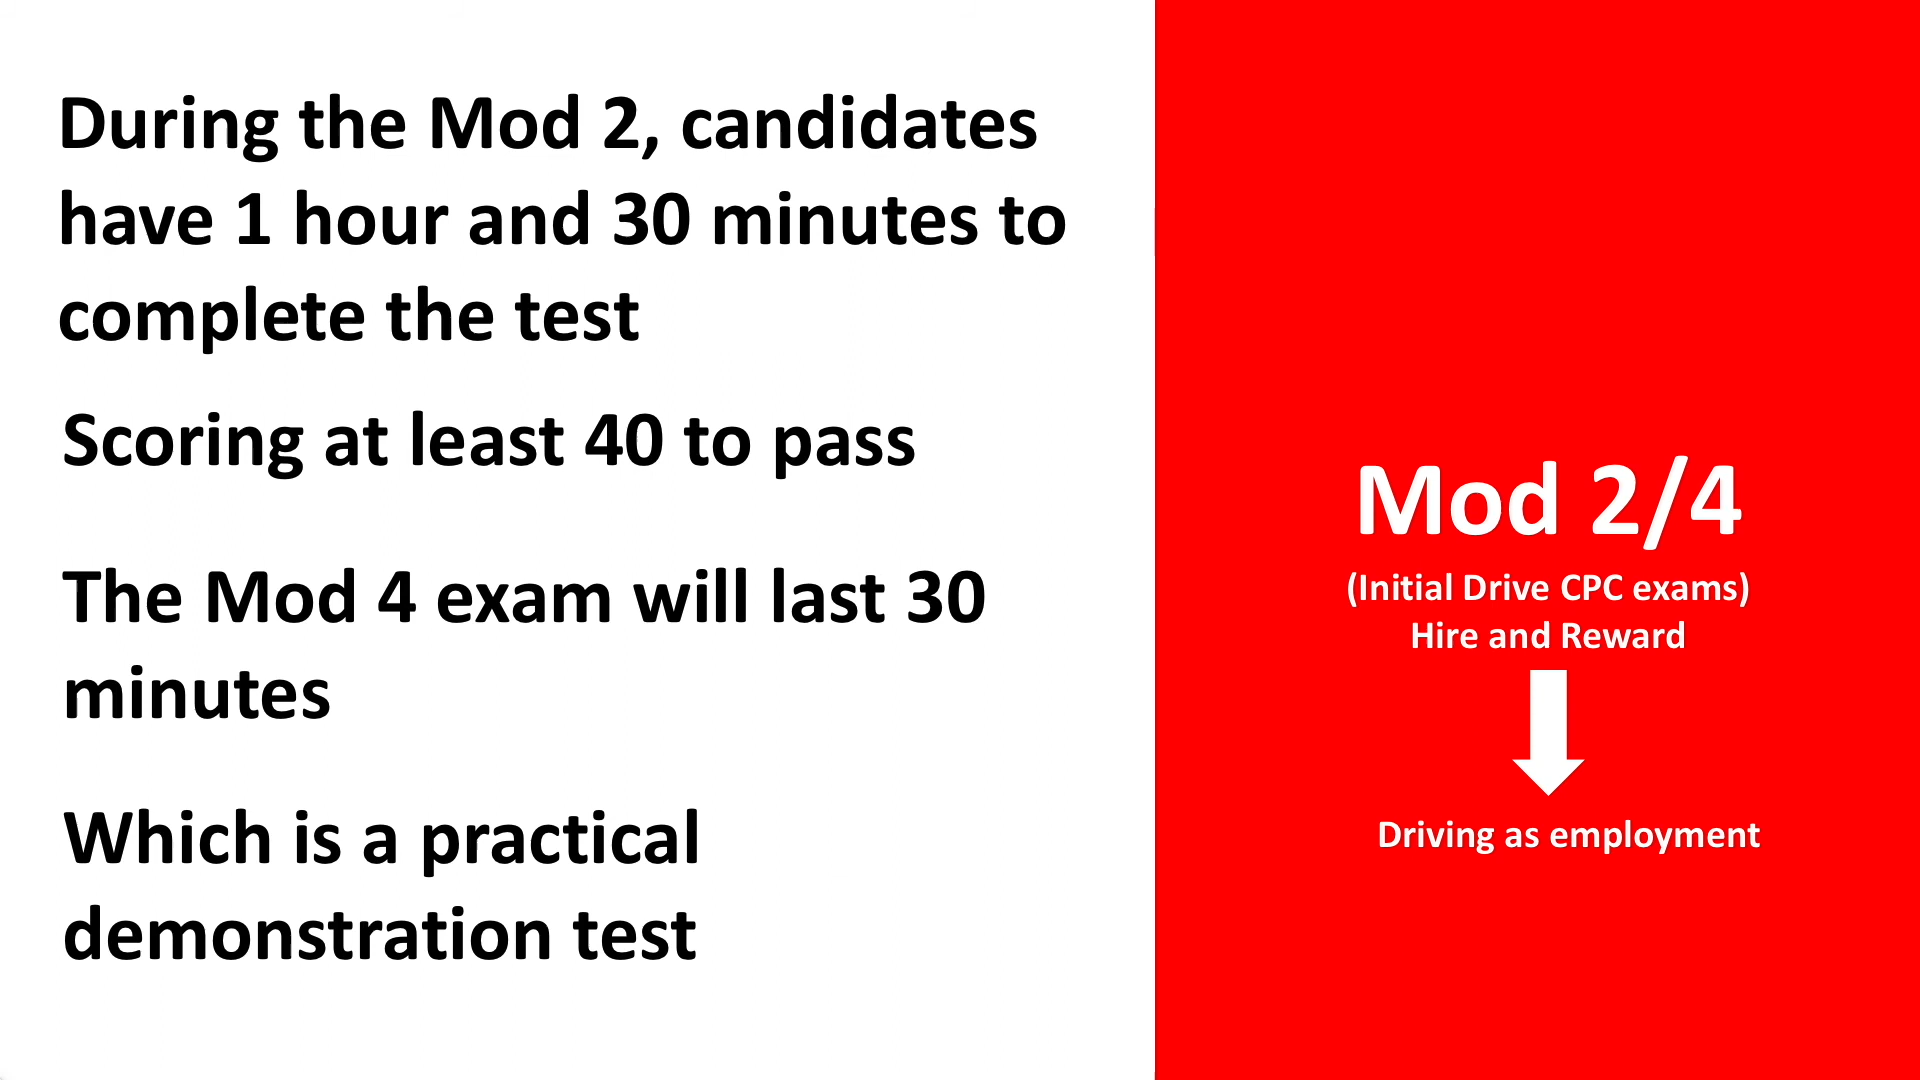 During the Mod 2, candidates
have 1 hour and 30 minutes to
complete the test
Scoring at least 40 to pass
The Mod 4 exam will last 30
minutes
Which is a practical
demonstration test
Mod 2/4
(Initial Drive CPC exams)
Hire and Reward
Driving as employment